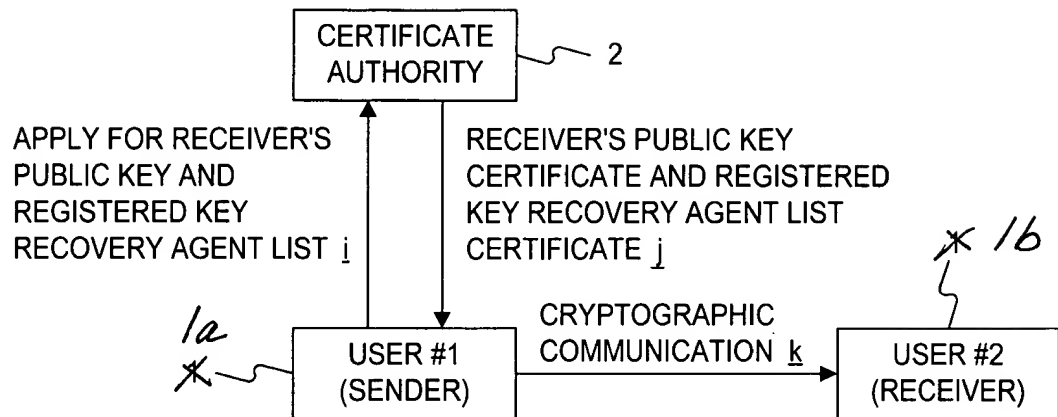 CERTIFICATE
AUTHORITY
2
APPLY FOR RECEIVER'S
PUBLIC KEY AND
REGISTERED KEY
RECOVERY AGENT LIST i
RECEIVER'S PUBLIC KEY
CERTIFICATE AND REGISTERED
KEY RECOVERY AGENT LIST
CERTIFICATE j
1b
1a
USER #1
(SENDER)
CRYPTOGRAPHIC
COMMUNICATION k
USER #2
(RECEIVER)